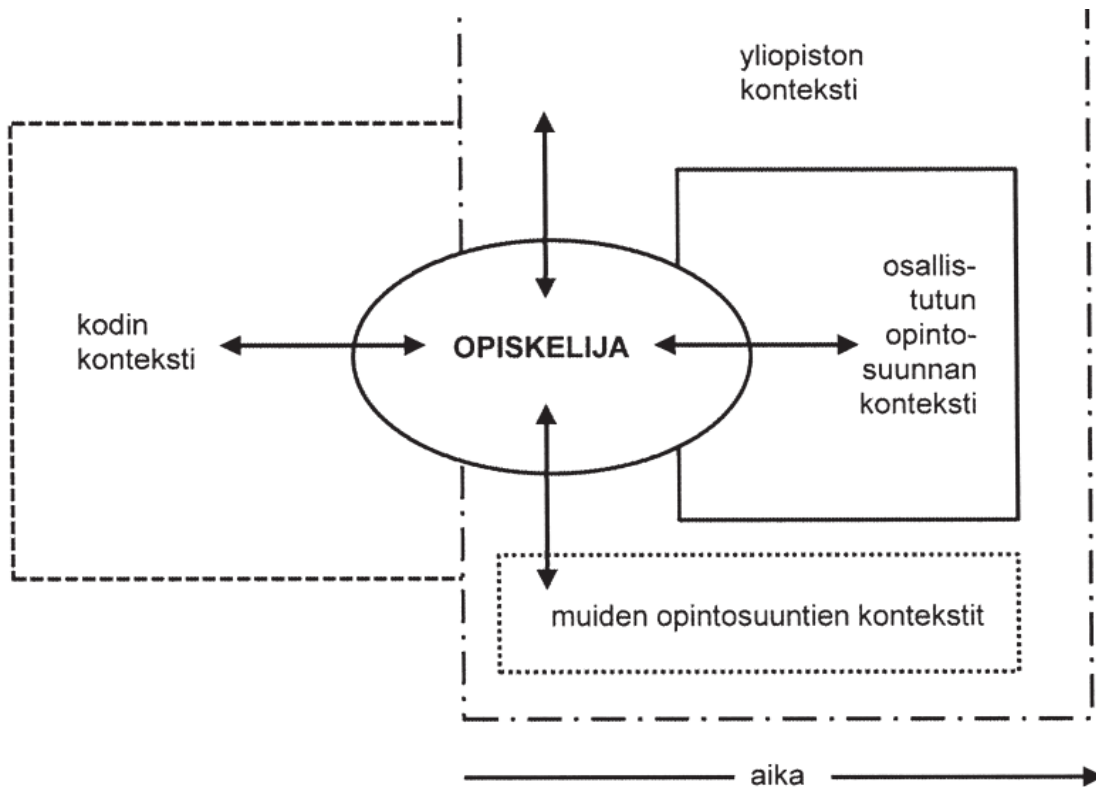 yliopiston
konteksti
kodin
konteksti
OPISKELIJA
osallis-
tutun
opinto-
suunnan
konteksti
muiden opintosuuntien kontekstit
aika